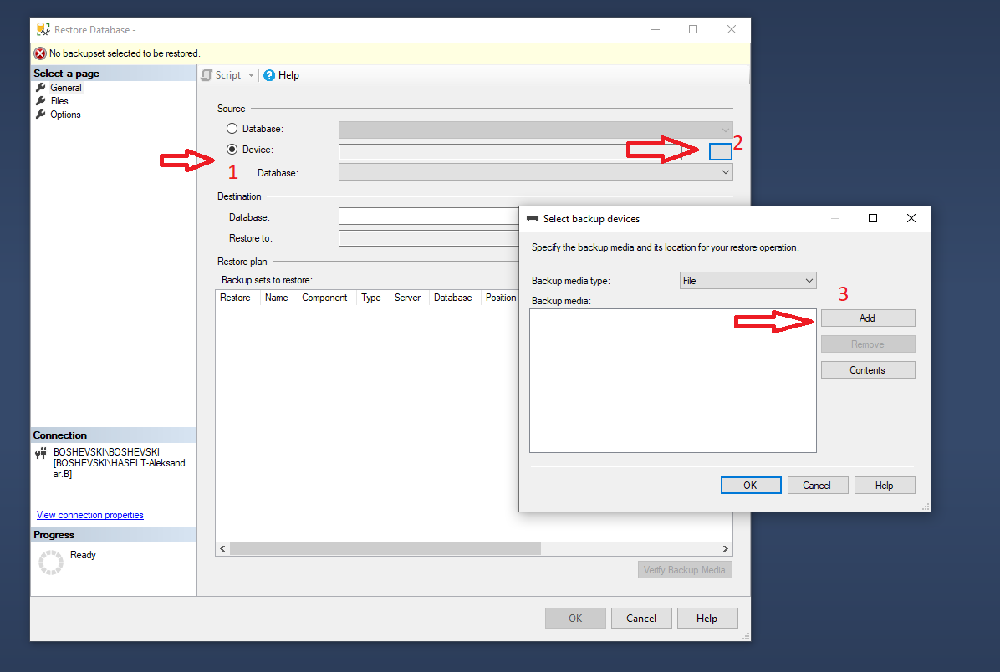 Restore Database -
No backupset selected to be restored.
Select a page
General
Files
Options
Script
Help
Source
Database:
Device:
...
2
1
Database:
Destination
Database:
Restore to:
Restore plan
Backup sets to restore:
Restore Name Component Type Server Database Position
Connection
BOSHEVSKI\BOSHEVSKI
[BOSHEVSKI\HASELT-Aleksand
ar.B]
View connection properties
Progress
Ready
Verify Backup Media
OK Cancel Help
Select backup devices
Specify the backup media and its location for your restore operation.
Backup media type:
File
Backup media:
3
Add
Remove
Contents
OK Cancel Help